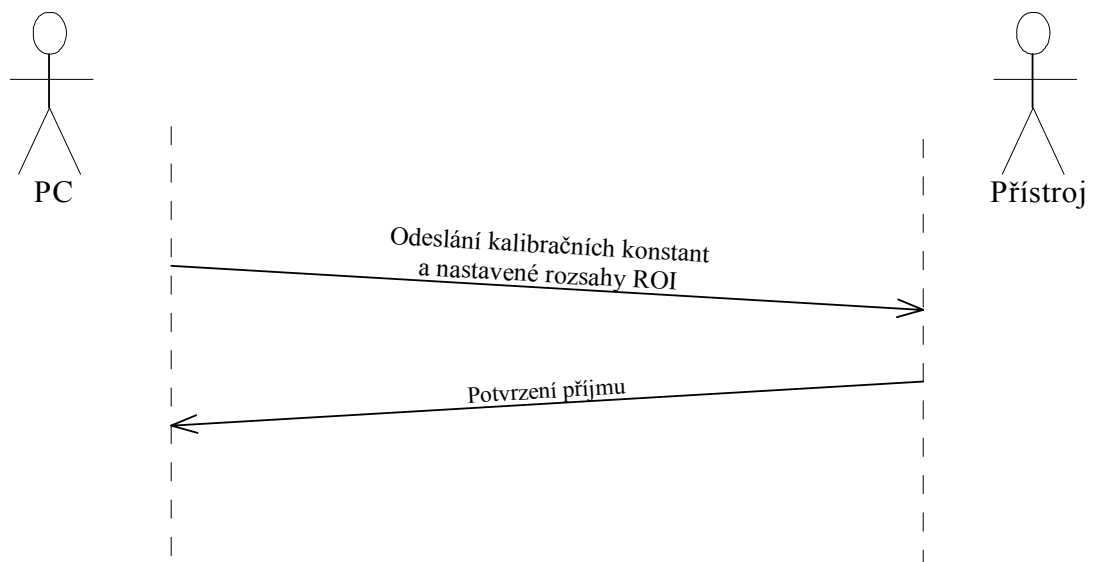 PC
Přístroj
Odeslání kalibračních konstant
a nastavené rozsahy ROI
Potvrzení příjmu